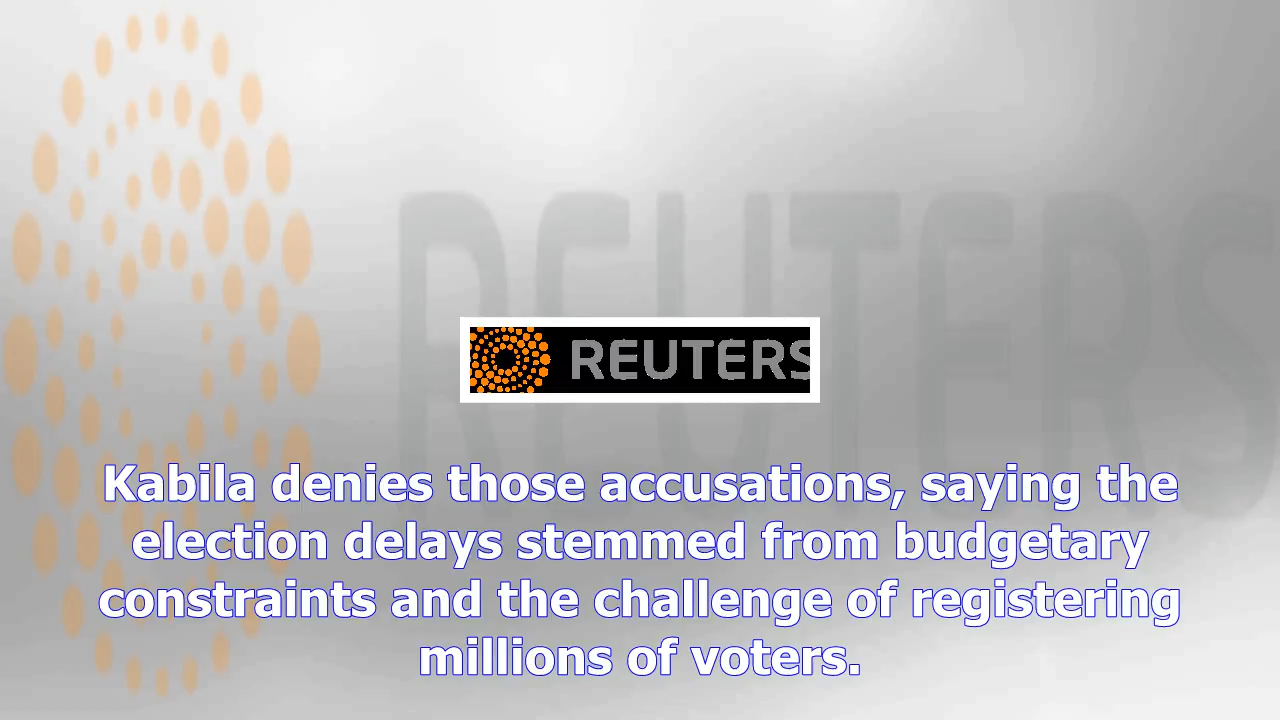 REUTERS
REUTERS
Kabila denies those accusations, saying the
election delays stemmed from budgetary
constraints and the challenge of registering
millions of voters.